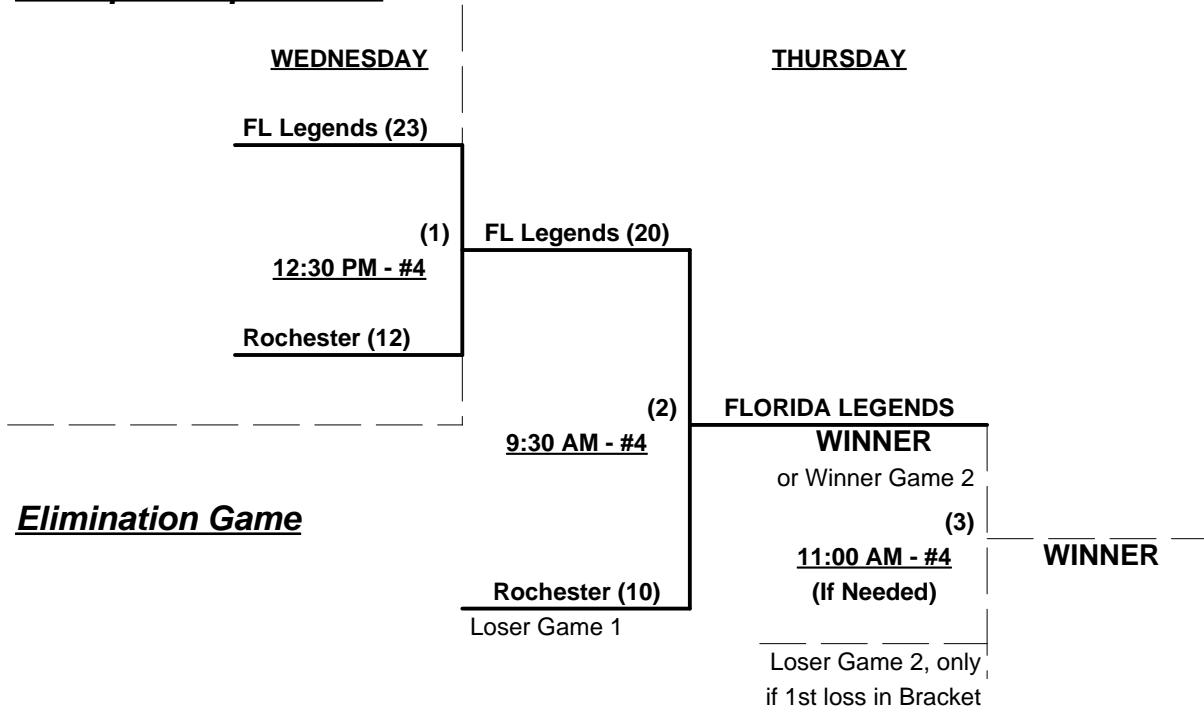 WEDNESDAY
THURSDAY
FL Legends (23)
(1)
FL Legends (20)
12:30 PM - #4
Rochester (12)
(2)
FLORIDA LEGENDS
9:30 AM - #4
WINNER
or Winner Game 2
Elimination Game
(3)
11:00 AM - #4
WINNER
(If Needed)
Rochester (10)
Loser Game 1
Loser Game 2, only
if 1st loss in Bracket